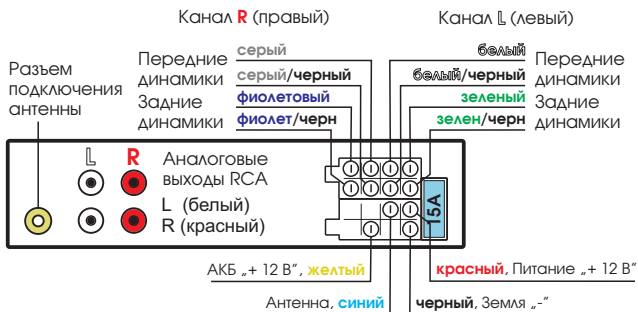 Канал R (правый)
Канал L (левый)
Разъем
подключения
антенны
Передние
динамики
Задние
динамики
серый
серый/черный
фиолетовый
фиолет/черн
белый
белый/черный
зеленый
зелен/черн
Передние
динамики
Задние
динамики
L R
Аналоговые
выходы RCA
L (белый)
R (красный)
15A
АКБ „+ 12 В”, желтый
красный, Питание „+ 12 В”
Антенна, синий
черный, Земля „-”